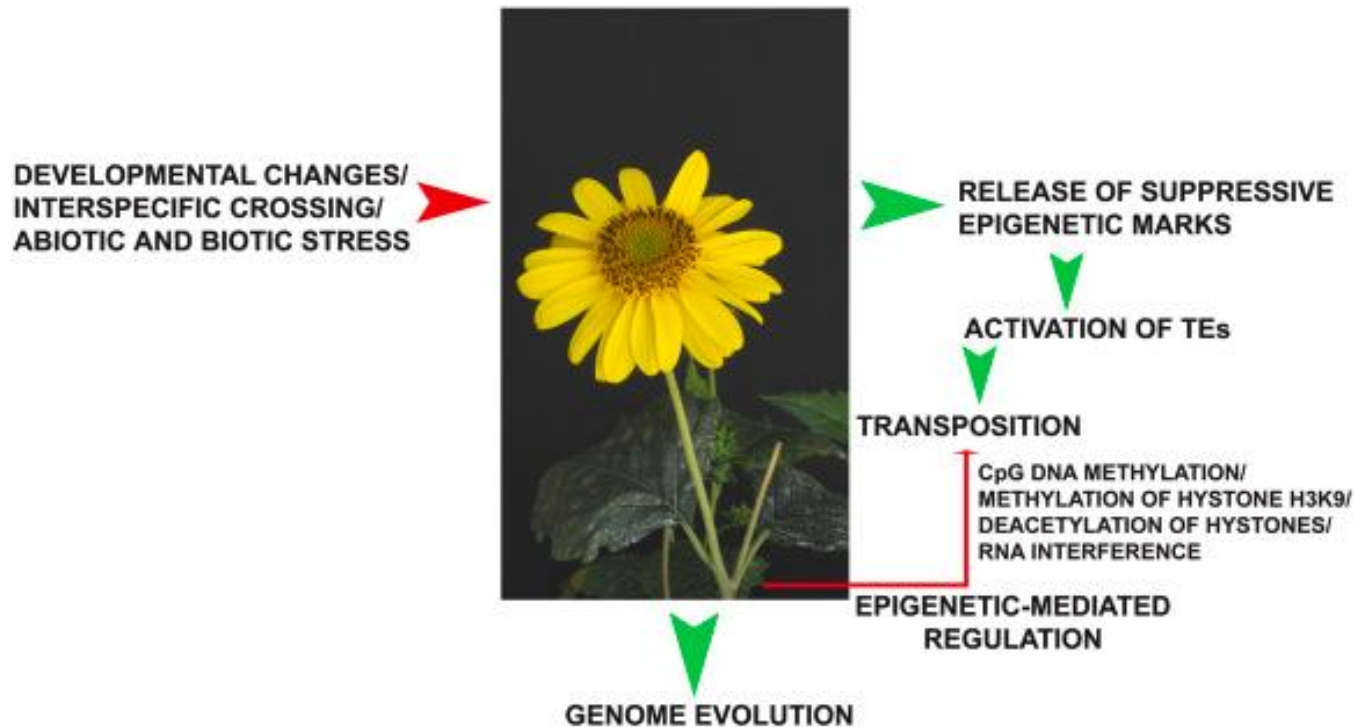 DEVELOPMENTAL CHANGES/
INTERSPECIFIC CROSSING/
ABIOTIC AND BIOTIC STRESS
RELEASE OF SUPPRESSIVE
EPIGENETIC MARKS
ACTIVATION OF TEs
TRANSPOSITION
CpG DNA METHYLATION/
METHYLATION OF HYSTONE H3K9/
DEACETYLATION OF HYSTONES/
RNA INTERFERENCE
EPIGENETIC-MEDIATED
REGULATION
GENOME EVOLUTION